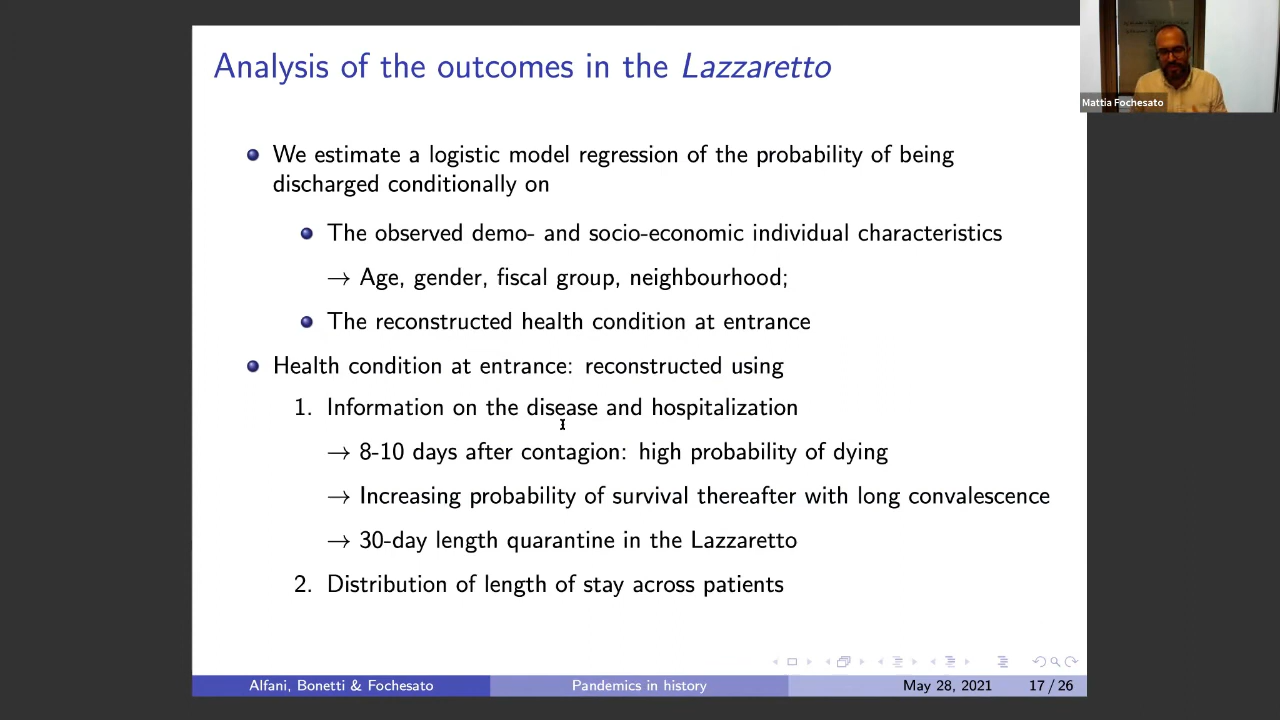 Analysis of the outcomes in the Lazzaretto
We estimate a logistic model regression of the probability of being
discharged conditionally on
The observed demo- and socio-economic individual characteristics
→ Age, gender, fiscal group, neighbourhood;
The reconstructed health condition at entrance
Health condition at entrance: reconstructed using
1. Information on the disease and hospitalization
→ 8-10 days after contagion: high probability of dying
→ Increasing probability of survival thereafter with long convalescence
→ 30-day length quarantine in the Lazzaretto
2. Distribution of length of stay across patients
Alfani, Bonetti & Fochesato
Pandemics in history
May 28, 2021
17 / 26
Mattia Fochesato